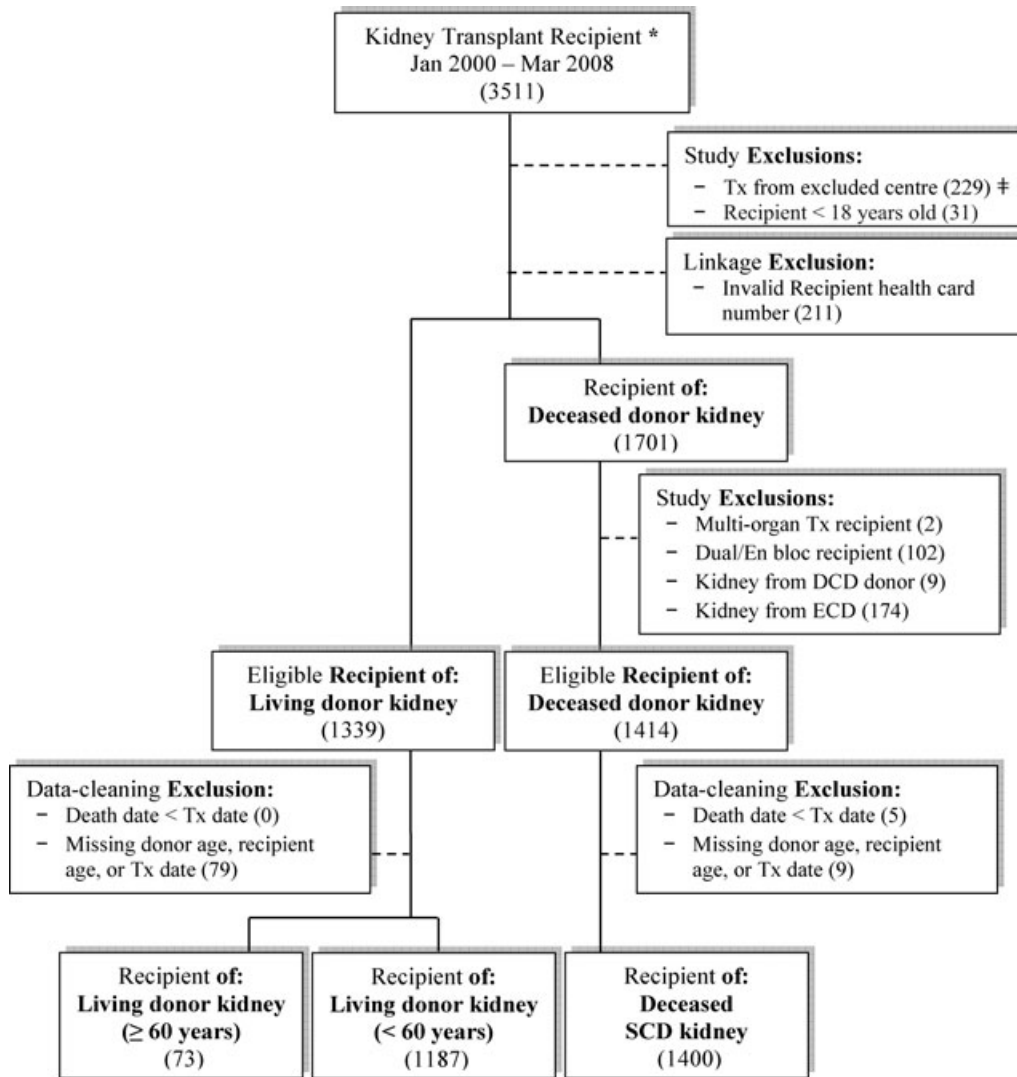 Kidney Transplant Recipient *
Jan 2000 – Mar 2008
(3511)
Study Exclusions:
− Tx from excluded centre (229) ‡
− Recipient < 18 years old (31)
Linkage Exclusion:
− Invalid Recipient health card
number (211)
Recipient of:
Deceased donor kidney
(1701)
Study Exclusions:
− Multi-organ Tx recipient (2)
− Dual/En bloc recipient (102)
− Kidney from DCD donor (9)
− Kidney from ECD (174)
Eligible Recipient of:
Living donor kidney
(1339)
Eligible Recipient of:
Deceased donor kidney
(1414)
Data-cleaning Exclusion:
− Death date < Tx date (0)
− Missing donor age, recipient
age, or Tx date (79)
Data-cleaning Exclusion:
− Death date < Tx date (5)
− Missing donor age, recipient
age, or Tx date (9)
Recipient of:
Living donor kidney
(≥ 60 years)
(73)
Recipient of:
Living donor kidney
(< 60 years)
(1187)
Recipient of:
Deceased
SCD kidney
(1400)